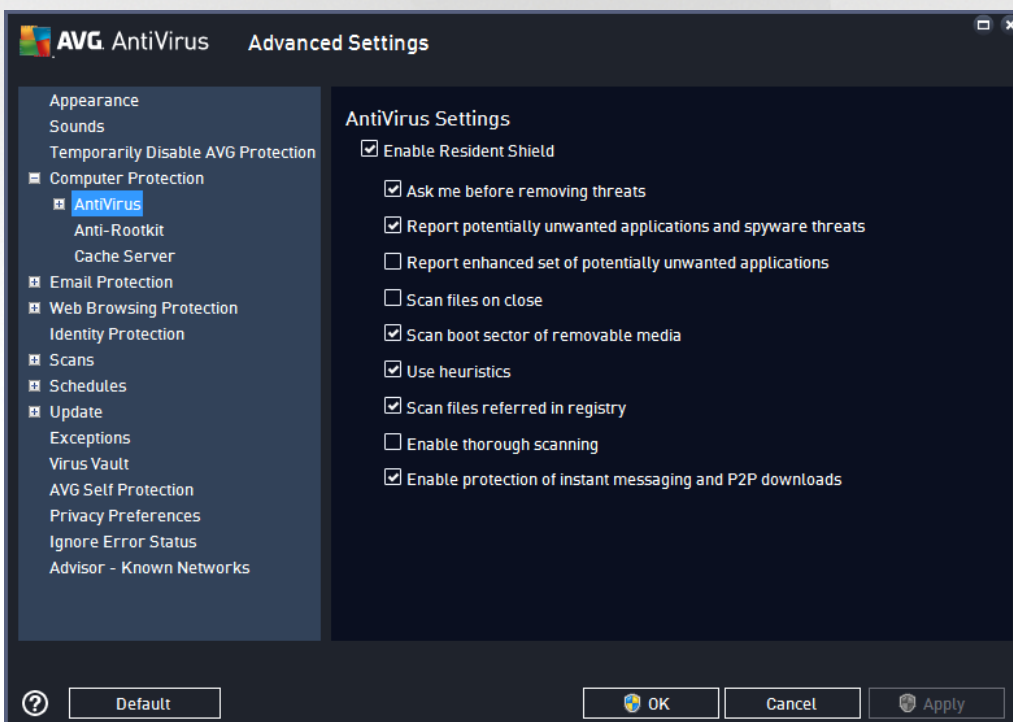 AVG. AntiVirus Advanced Settings
Appearance
Sounds
Temporarily Disable AVG Protection
Computer Protection
AntiVirus
Anti-Rootkit
Cache Server
Email Protection
Web Browsing Protection
Identity Protection
Scans
Schedules
Update
Exceptions
Virus Vault
AVG Self Protection
Privacy Preferences
Ignore Error Status
Advisor - Known Networks
AntiVirus Settings
Enable Resident Shield
Ask me before removing threats
Report potentially unwanted applications and spyware threats
Report enhanced set of potentially unwanted applications
Scan files on close
Scan boot sector of removable media
Use heuristics
Scan files referred in registry
Enable thorough scanning
Enable protection of instant messaging and P2P downloads
? Default OK Cancel Apply